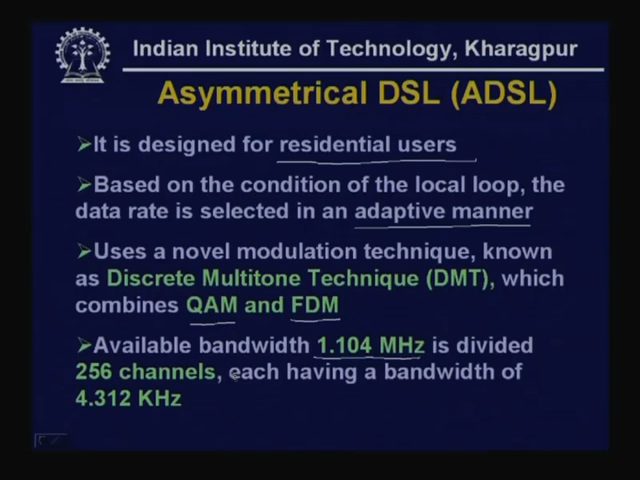 Indian Institute of Technology, Kharagpur
Asymmetrical DSL (ADSL)
➢It is designed for residential users
➢Based on the condition of the local loop, the
data rate is selected in an adaptive manner
➢Uses a novel modulation technique, known
as Discrete Multitone Technique (DMT), which
combines QAM and FDM
➢Available bandwidth 1.104 MHz is divided
256 channels, each having a bandwidth of
4.312 KHz